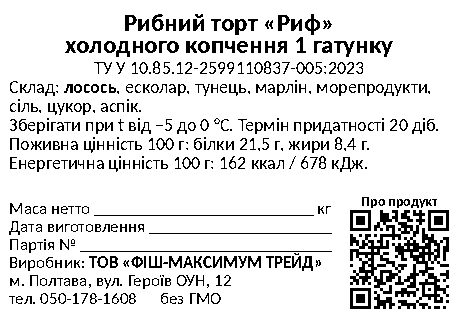 Рибний торт «Риф»
холодного копчення 1 гатунку
ТУ У 10.85.12-2599110837-005:2023
Склад: лосось, есколар, тунець, марлін, морепродукти,
сіль, цукор, аспік.
Зберігати при t від –5 до 0 °С. Термін придатності 20 діб.
Поживна цінність 100 г: білки 21,5 г, жири 8,4 г.
Енергетична цінність 100 г: 162 ккал / 678 кДж.
Маса нетто ______________________ кг
Дата виготовлення __________________
Партія № _________________________
Виробник: ТОВ «ФІШ-МАКСИМУМ ТРЕЙД»
м. Полтава, вул. Героїв ОУН, 12
тел. 050-178-1608 без ГМО
Про продукт